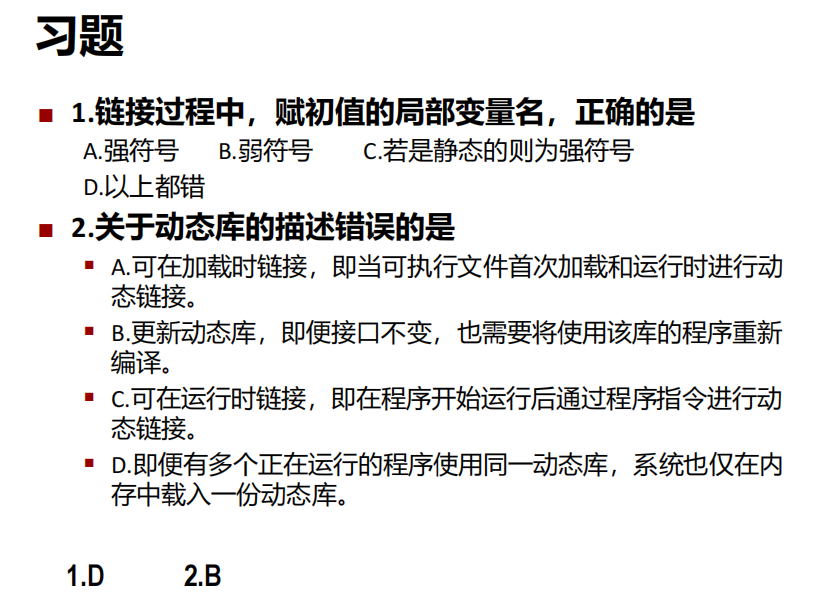 习题
1.链接过程中，赋初值的局部变量名，正确的是
A.强符号 B.弱符号 C.若是静态的则为强符号
D.以上都错
2.关于动态库的描述错误的是
A.可在加载时链接，即当可执行文件首次加载和运行时进行动
态链接。
B.更新动态库，即便接口不变，也需要将使用该库的程序重新
编译。
C.可在运行时链接，即在程序开始运行后通过程序指令进行动
态链接。
D.即便有多个正在运行的程序使用同一动态库，系统也仅在内
存中载入一份动态库。
1.D 2.B